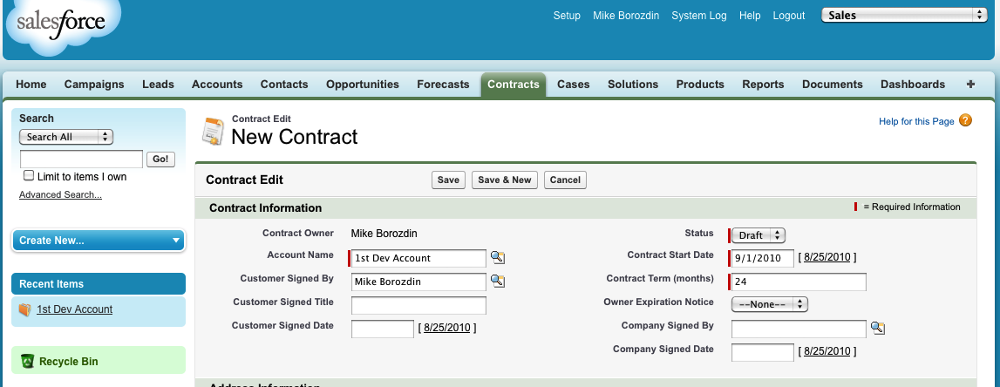 salesforce
Setup Mike Borozdin System Log Help Logout Sales
Home Campaigns Leads Accounts Contacts Opportunities Forecasts Contracts Cases Solutions Products Reports Documents Dashboards +
Search
Search All
Go!
Limit to items I own
Advanced Search...
Create New...
Recent Items
1st Dev Account
Recycle Bin
Contract Edit
New Contract
Help for this Page ?
Contract Edit Save Save & New Cancel
Contract Information = Required Information
Contract Owner Mike Borozdin Status Draft
Account Name 1st Dev Account Contract Start Date 9/1/2010 [ 8/25/2010 ]
Customer Signed By Mike Borozdin Contract Term (months) 24
Customer Signed Title Owner Expiration Notice --None--
Customer Signed Date [ 8/25/2010 ] Company Signed By
Company Signed Date [ 8/25/2010 ]
Address Information